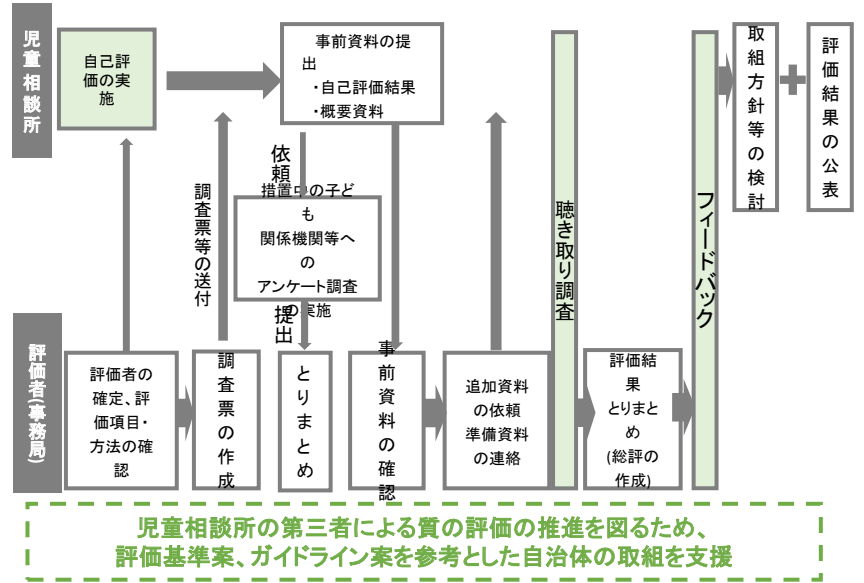 児童相談所
自己評
価の実
施
事前資料の提
出
・自己評価結果
・概要資料
取組方針等の検討
評価結果の公表
調査票等の送付
依頼
措置中の子ど
も
関係機関等へ
の
アンケート調査
の実施
提出
聴き取り調査
フィードバック
評価者(事務局)
評価者の
確定、評
価項目・
方法の確
認
調査票の作成
とりまとめ
事前資料の確認
追加資料
の依頼
準備資料
の連絡
評価結
果
とりまと
め
(総評の
作成)
児童相談所の第三者による質の評価の推進を図るため、
評価基準案、ガイドライン案を参考とした自治体の取組を支援